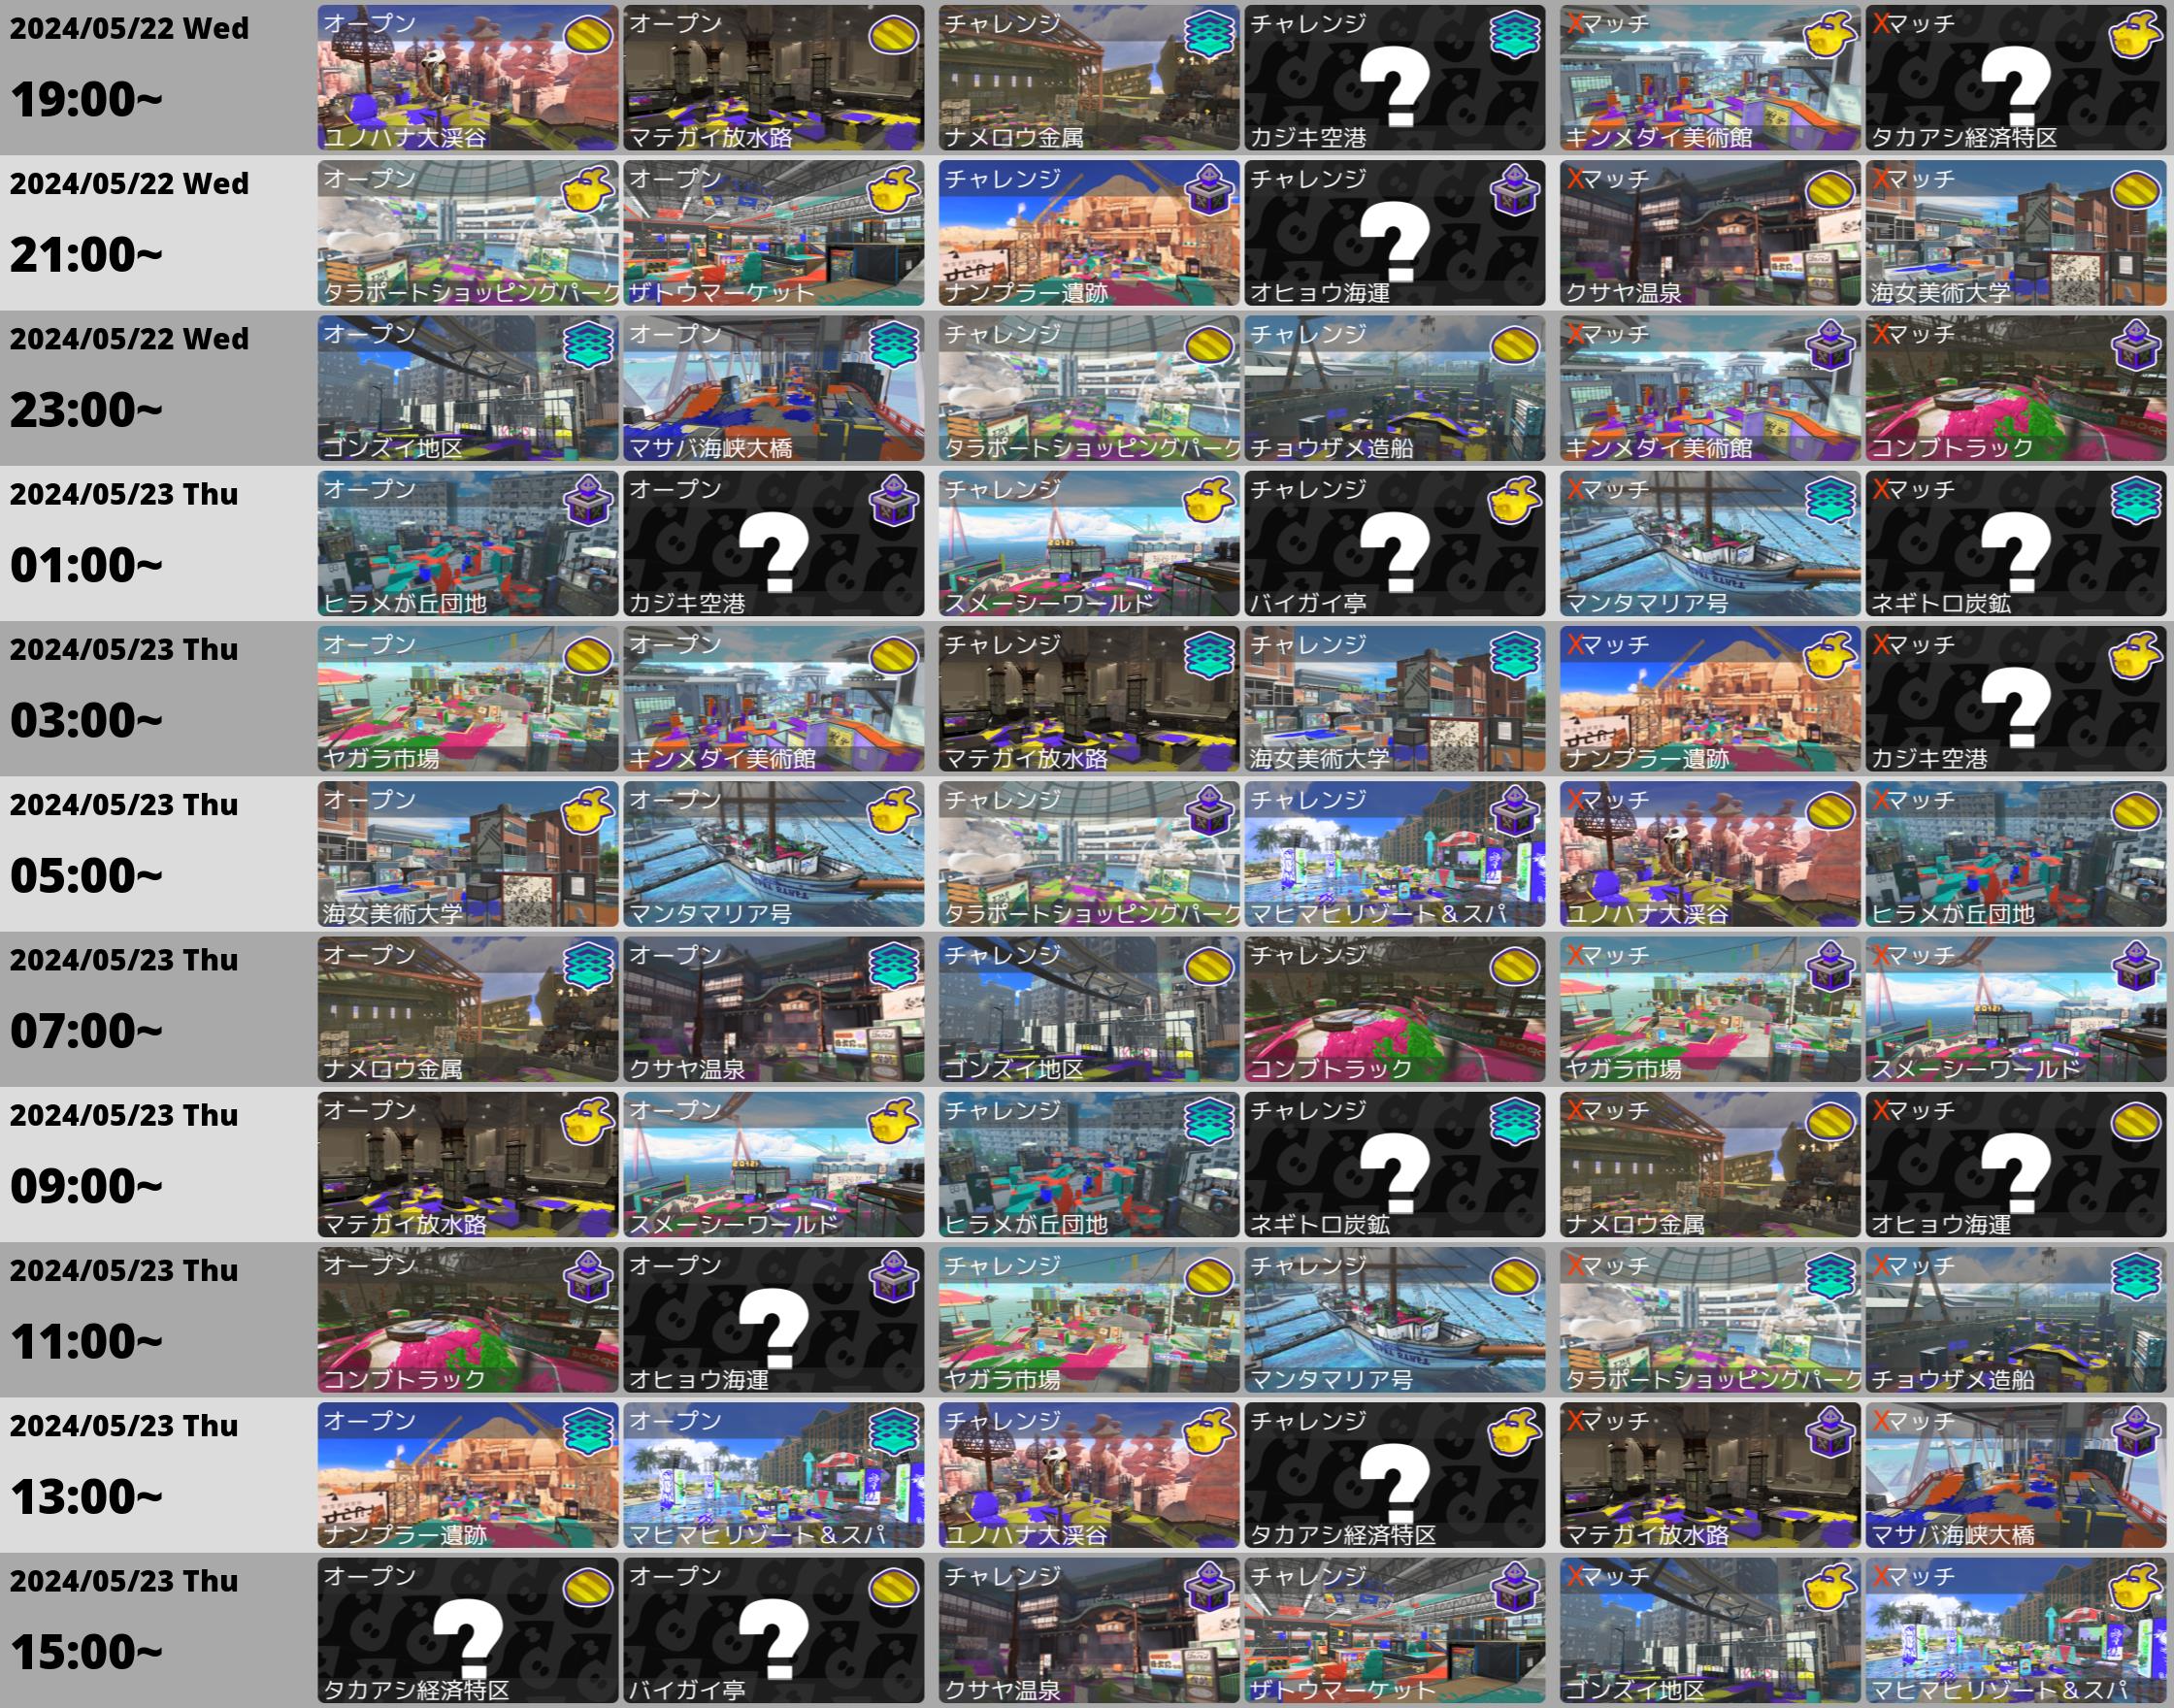 2024/05/22 Wed
19:00~
オープン オープン チャレンジ チャレンジ Xマッチ Xマッチ
ユノハナ大渓谷 マテガイ放水路 ナメロウ金属 カジキ空港 キンメダイ美術館 タカアシ経済特区
2024/05/22 Wed
21:00~
オープン オープン チャレンジ チャレンジ Xマッチ Xマッチ
タラポートショッピングパーク ザトウマーケット ナンプラー遺跡 オヒョウ海運 クサヤ温泉 海女美術大学
2024/05/22 Wed
23:00~
オープン オープン チャレンジ チャレンジ Xマッチ Xマッチ
ゴンズイ地区 マサバ海峡大橋 タラポートショッピングパーク チョウザメ造船 キンメダイ美術館 コンブトラック
2024/05/23 Thu
01:00~
オープン オープン チャレンジ チャレンジ Xマッチ Xマッチ
ヒラメが丘団地 カジキ空港 スメーシーワールド バイガイ亭 マンタマリア号 ネギトロ炭鉱
2024/05/23 Thu
03:00~
オープン オープン チャレンジ チャレンジ Xマッチ Xマッチ
ヤガラ市場 キンメダイ美術館 マテガイ放水路 海女美術大学 ナンプラー遺跡 カジキ空港
2024/05/23 Thu
05:00~
オープン オープン チャレンジ チャレンジ Xマッチ Xマッチ
海女美術大学 マンタマリア号 タラポートショッピングパーク マヒマヒリゾート&スパ ユノハナ大渓谷 ヒラメが丘団地
2024/05/23 Thu
07:00~
オープン オープン チャレンジ チャレンジ Xマッチ Xマッチ
ナメロウ金属 クサヤ温泉 ゴンズイ地区 コンブトラック ヤガラ市場 スメーシーワールド
2024/05/23 Thu
09:00~
オープン オープン チャレンジ チャレンジ Xマッチ Xマッチ
マテガイ放水路 スメーシーワールド ヒラメが丘団地 ネギトロ炭鉱 ナメロウ金属 オヒョウ海運
2024/05/23 Thu
11:00~
オープン オープン チャレンジ チャレンジ Xマッチ Xマッチ
コンブトラック オヒョウ海運 ヤガラ市場 マンタマリア号 タラポートショッピングパーク チョウザメ造船
2024/05/23 Thu
13:00~
オープン オープン チャレンジ チャレンジ Xマッチ Xマッチ
ナンプラー遺跡 マヒマヒリゾート&スパ ユノハナ大渓谷 タカアシ経済特区 マテガイ放水路 マサバ海峡大橋
2024/05/23 Thu
15:00~
オープン オープン チャレンジ チャレンジ Xマッチ Xマッチ
タカアシ経済特区 バイガイ亭 クサヤ温泉 ザトウマーケット ゴンズイ地区 マヒマヒリゾート&スパ